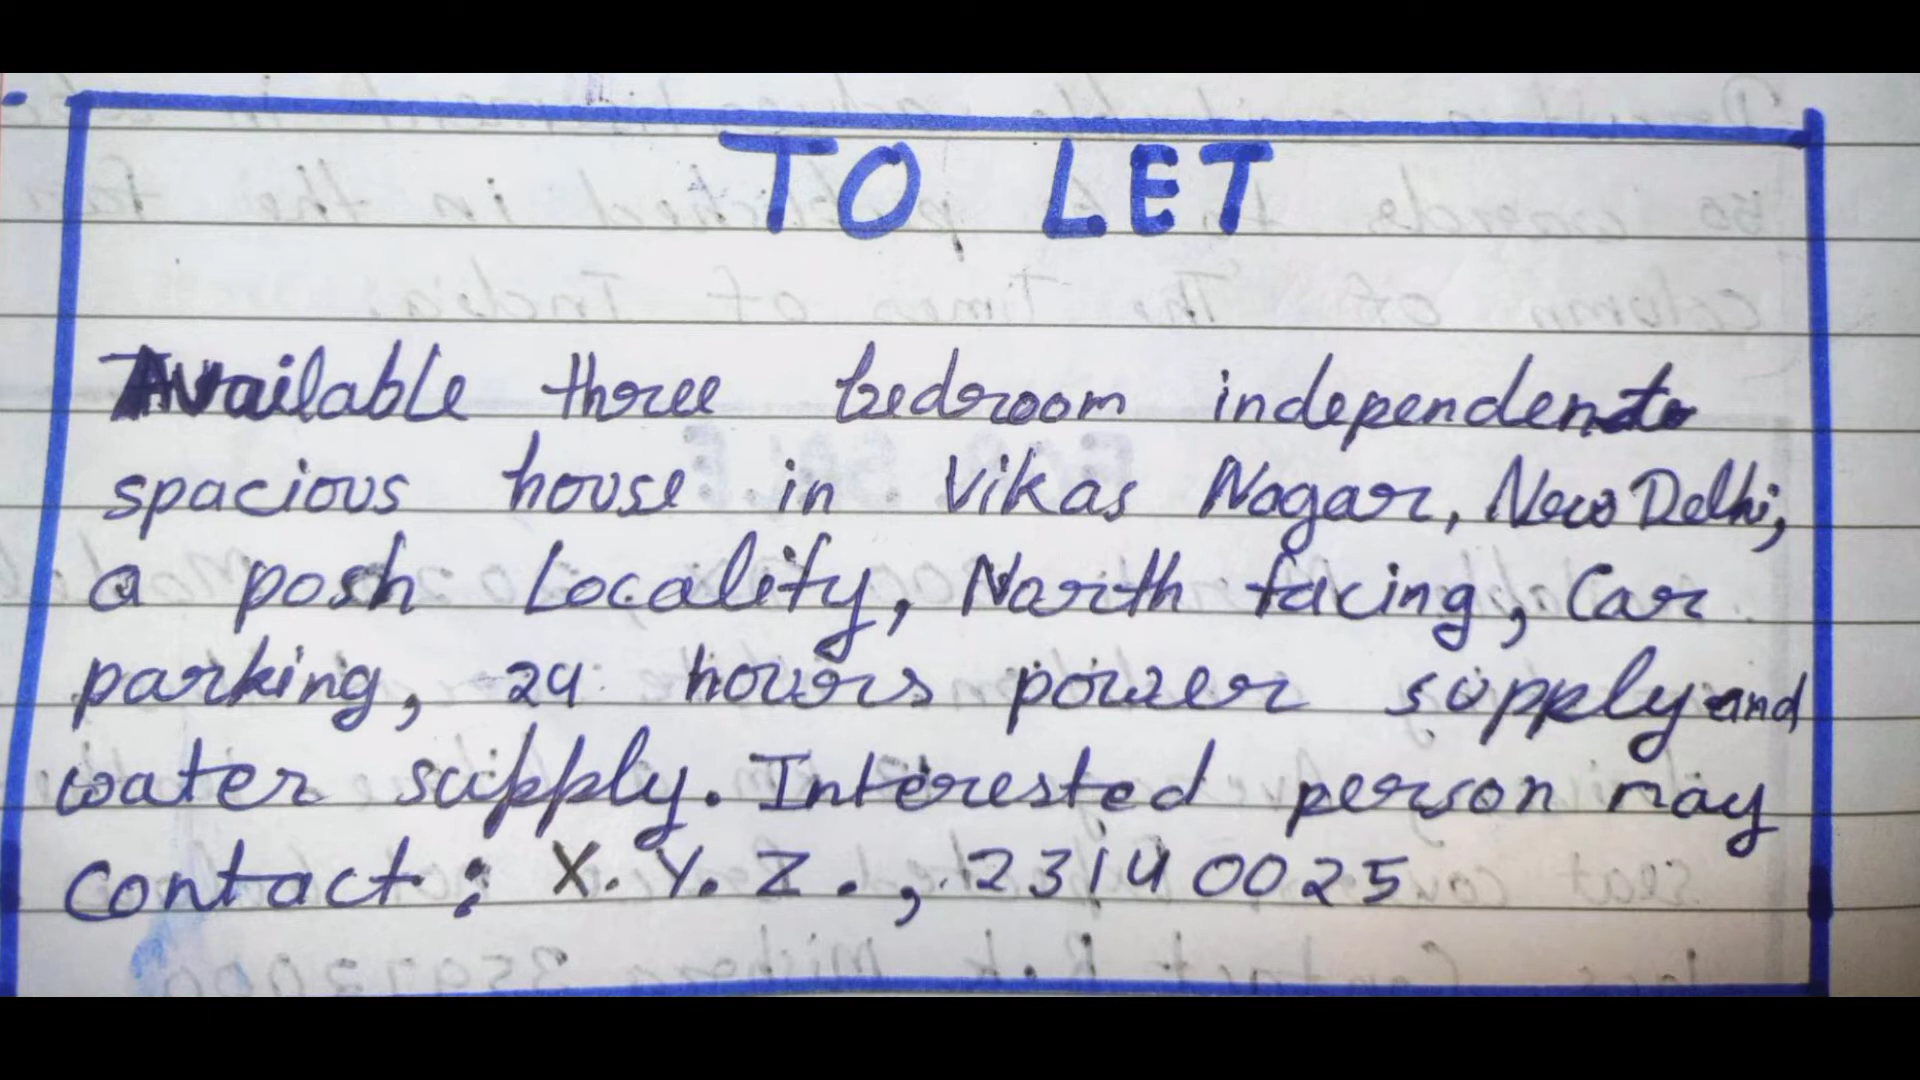 TO LET
Available three bedroom independent
spacious house in Vikas Nagar, New Delhi,
a posh Locality, North facing, Car
parking, 24 hours power supply and
water supply. Interested person may
Contact : X. Y. Z . , 23140025